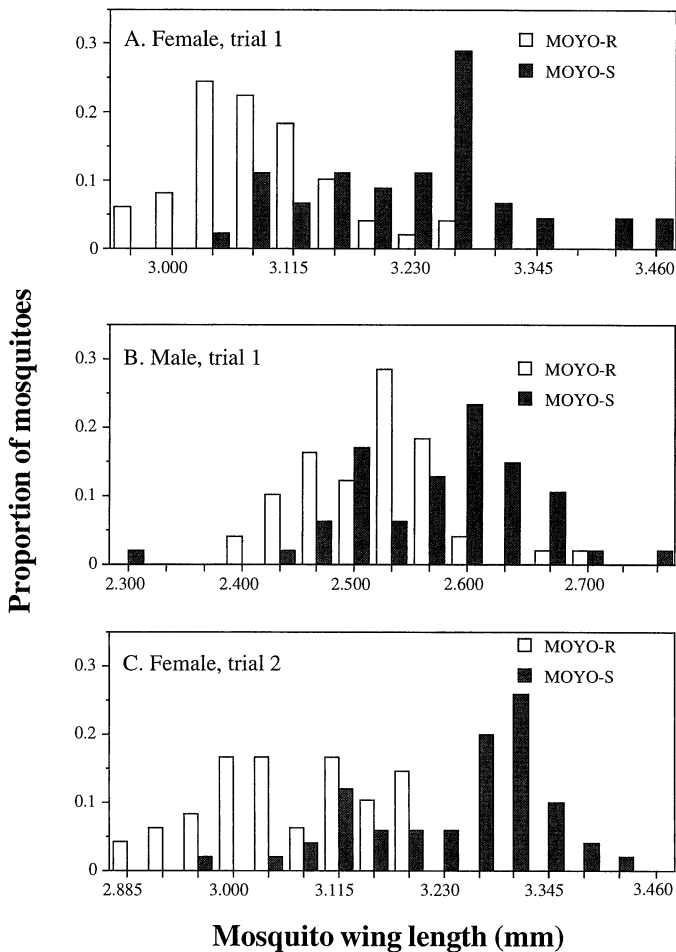 Proportion of mosquitoes
A. Female, trial 1
MOYO-R
MOYO-S
0.3
0.2
0.1
0
3.000 3.115 3.230 3.345 3.460
B. Male, trial 1
MOYO-R
MOYO-S
0.3
0.2
0.1
0
2.300 2.400 2.500 2.600 2.700
C. Female, trial 2
MOYO-R
MOYO-S
0.3
0.2
0.1
0
2.885 3.000 3.115 3.230 3.345 3.460
Mosquito wing length (mm)